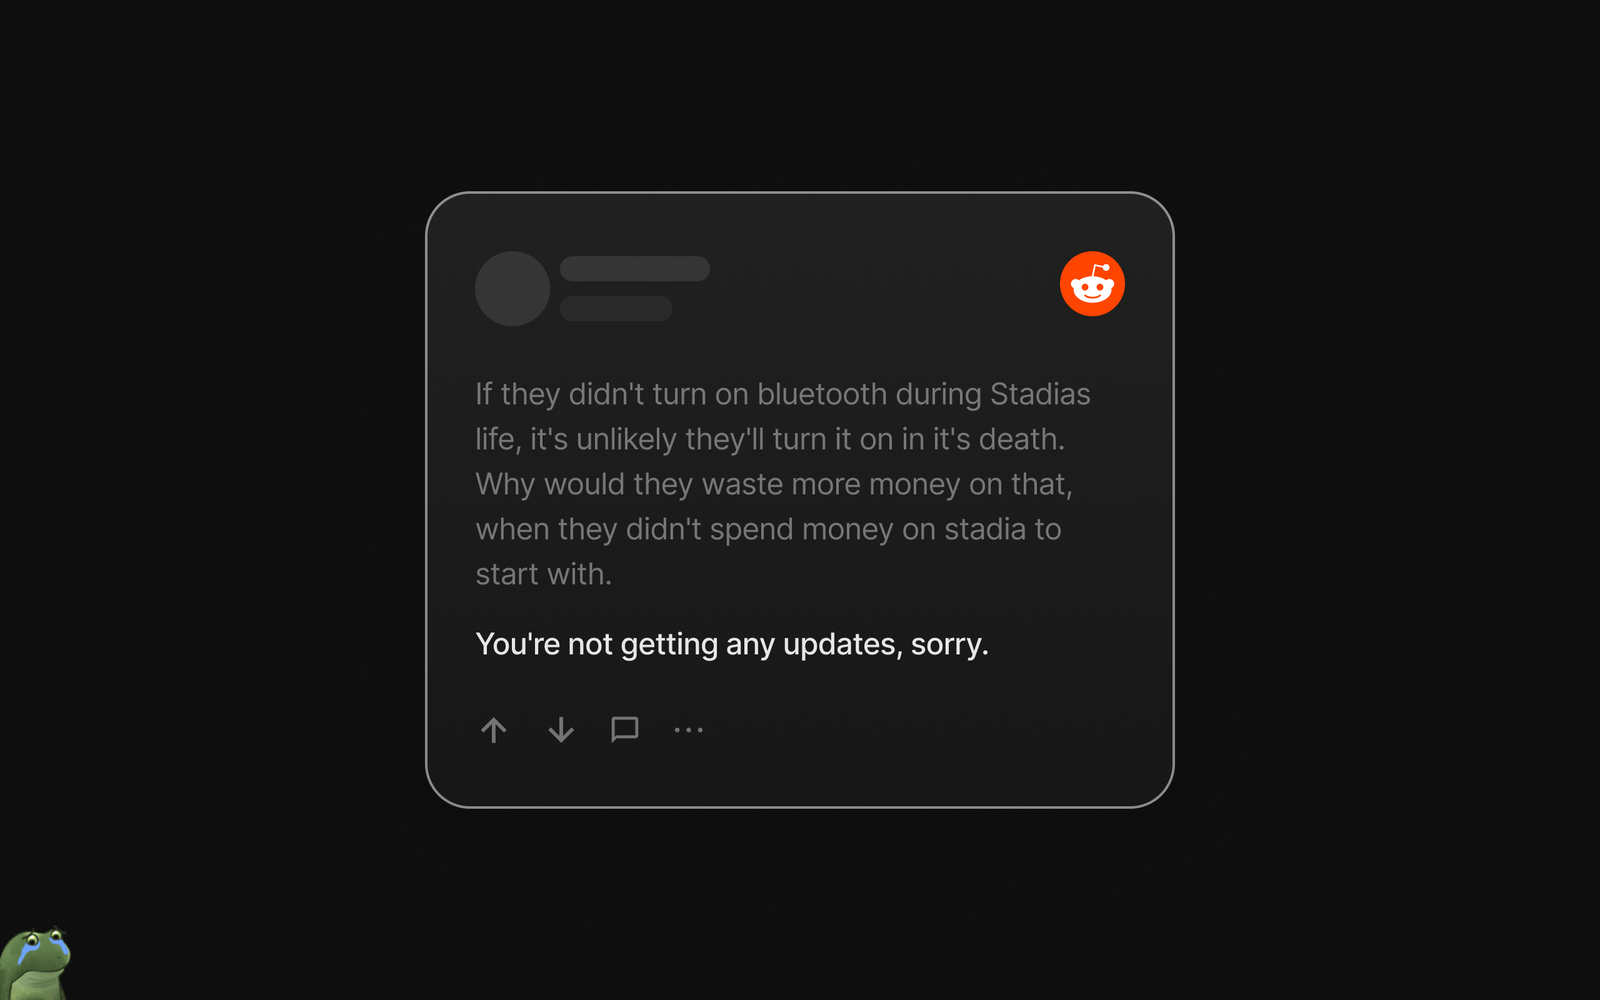 If they didn't turn on bluetooth during Stadias
life, it's unlikely they'll turn it on in it's death.
Why would they waste more money on that,
when they didn't spend money on stadia to
start with.
You're not getting any updates, sorry.